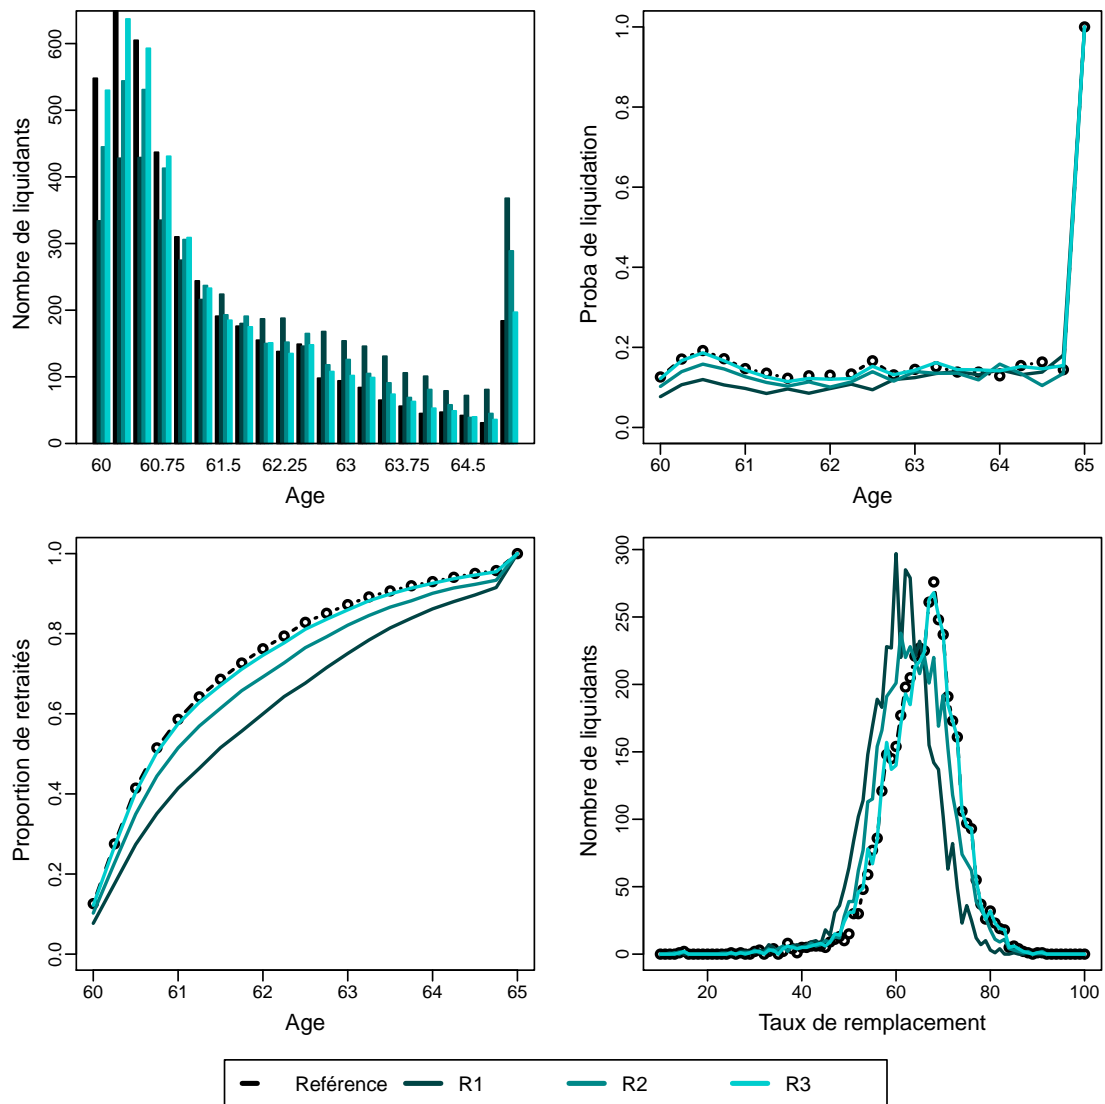 Nombre de liquidants
0 100 200 300 400 500 600
60 60.75 61.5 62.25 63 63.75 64.5
Age
Proba de liquidation
0.0 0.2 0.4 0.6 0.8 1.0
60 61 62 63 64 65
Age
Proportion de retraités
0.0 0.2 0.4 0.6 0.8 1.0
60 61 62 63 64 65
Age
Nombre de liquidants
0 50 100 150 200 250 300
20 40 60 80 100
Taux de remplacement
Reférence R1 R2 R3